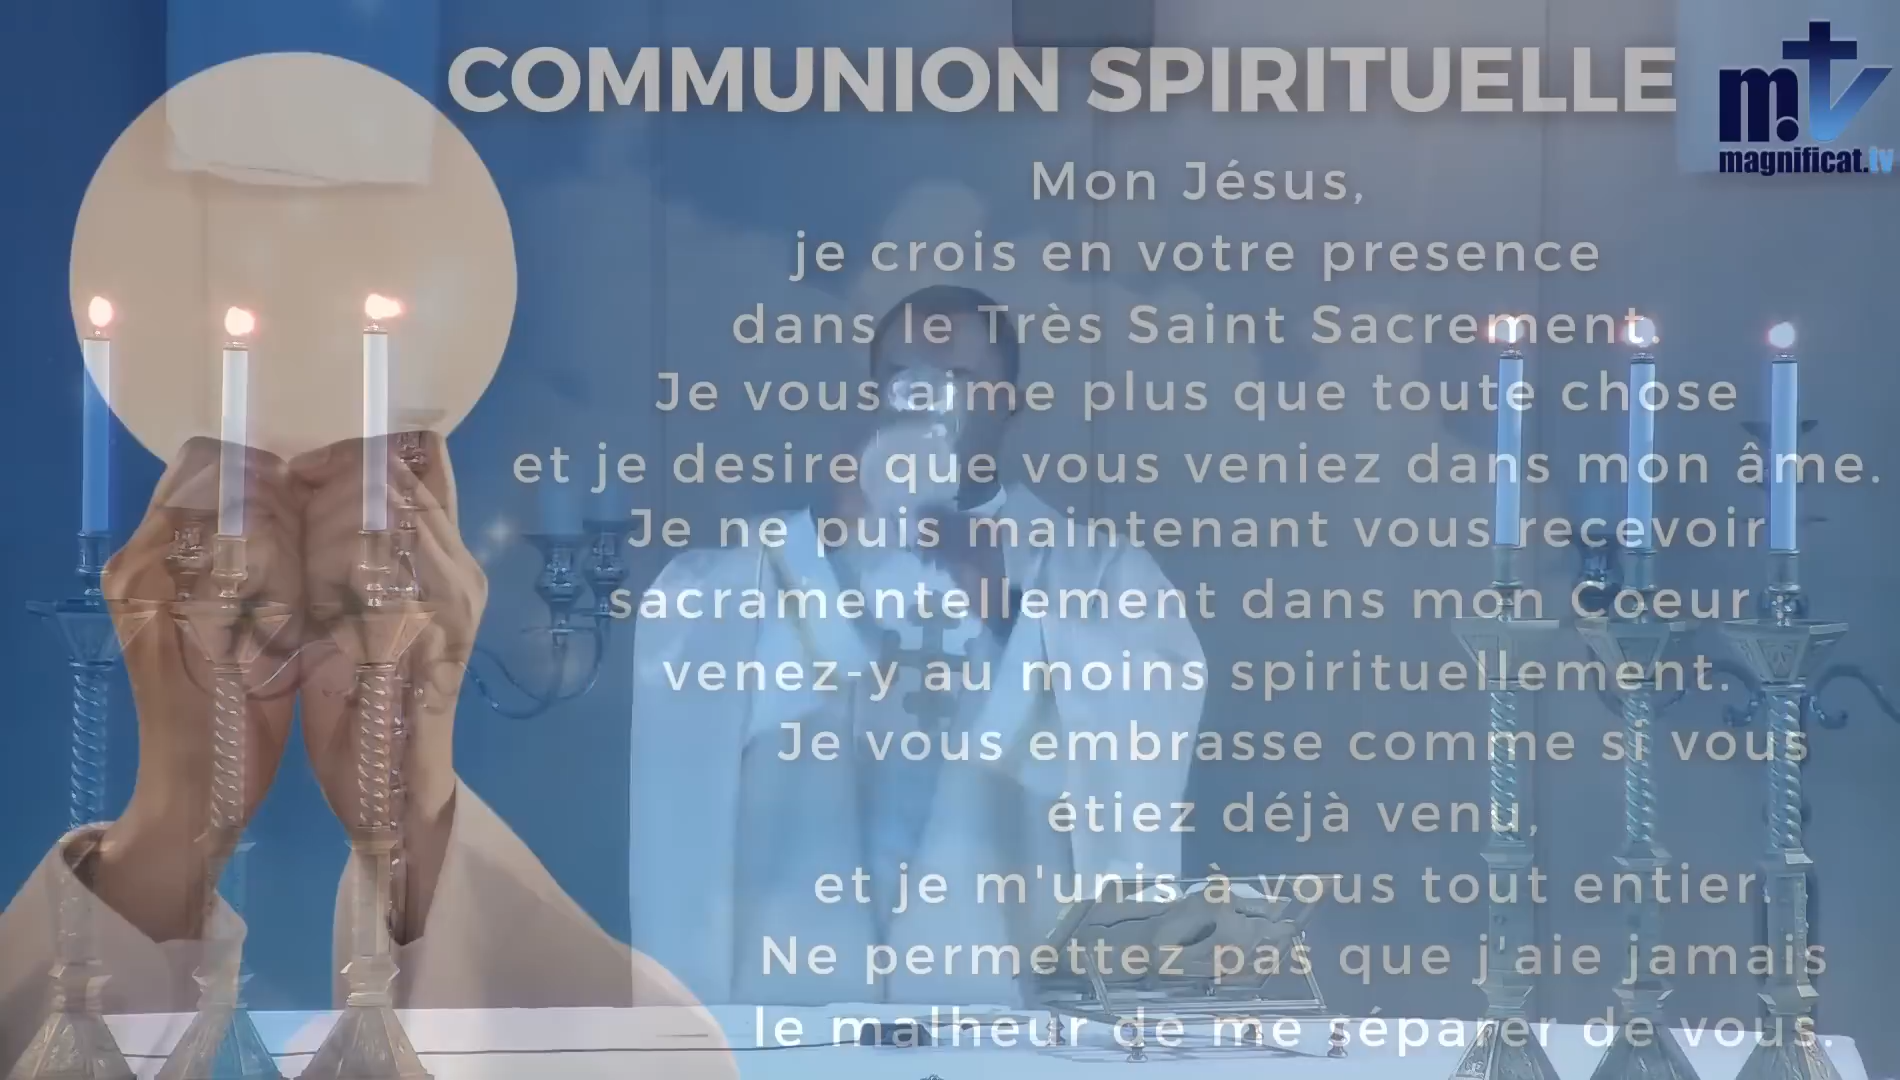 COMMUNION SPIRITUELLE
mtv
magnificat.tv
Mon Jésus,
je crois en votre presence
dans le Très Saint Sacrement.
Je vous aime plus que toute chose
et je desire que vous veniez dans mon âme.
Je ne puis maintenant vous recevoir
sacramentellement dans mon Coeur
venez-y au moins spirituellement.
Je vous embrasse comme si vous
étiez déjà venu,
et je m'unis à vous tout entier.
Ne permettez pas que j'aie jamais
le malheur de me séparer de vous.